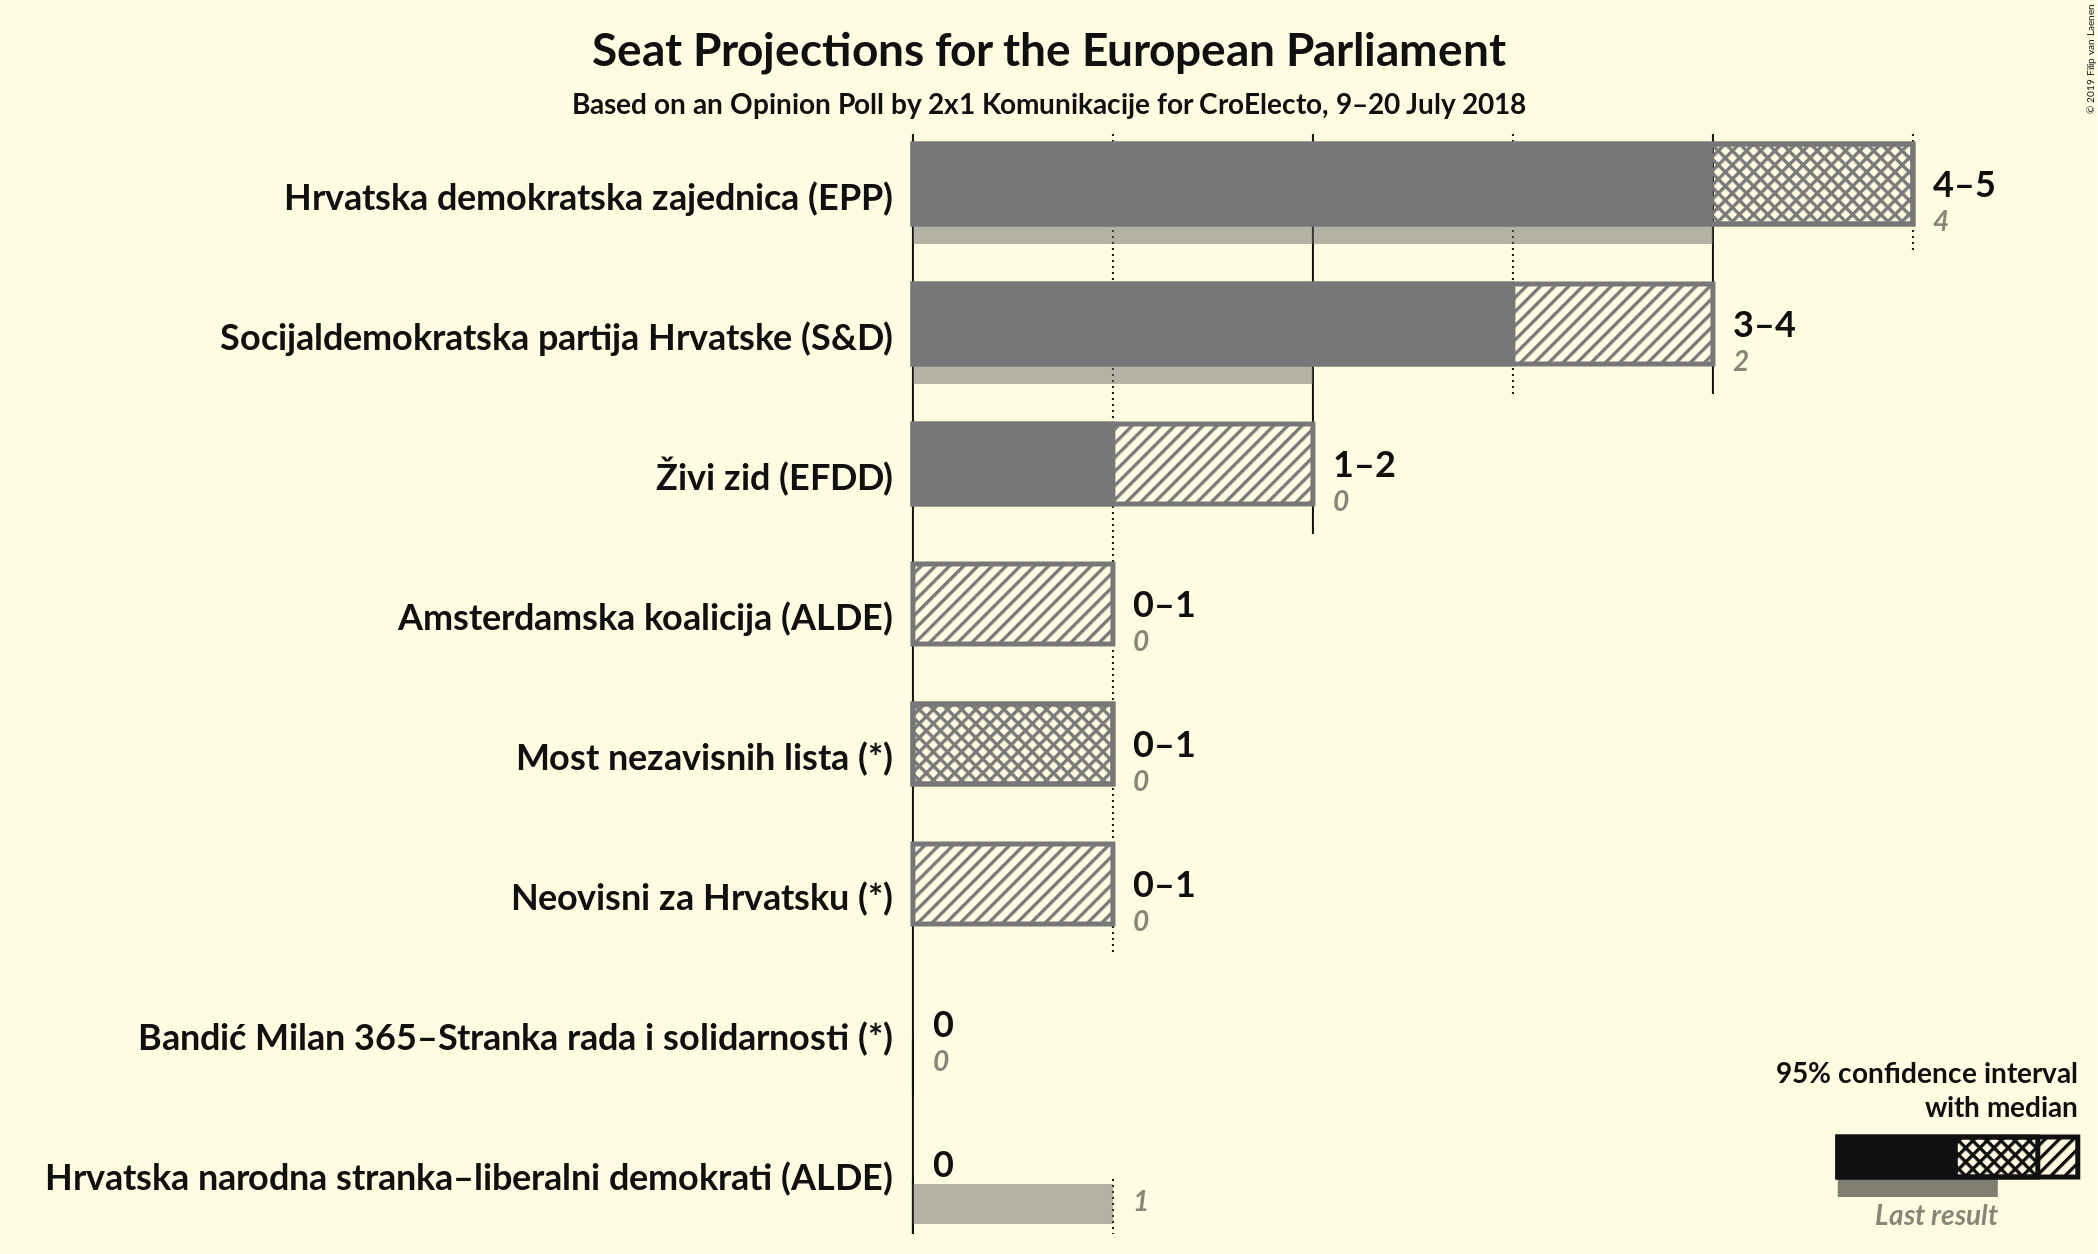 Seat Projections for the European Parliament
Based on an Opinion Poll by 2x1 Komunikacije for CroElecto, 9–20 July 2018
© 2019 Filip van Laenen
Hrvatska demokratska zajednica (EPP)
4–5
4
Socijaldemokratska partija Hrvatske (S&D)
3–4
2
Živi zid (EFDD)
1–2
0
Amsterdamska koalicija (ALDE)
0–1
0
Most nezavisnih lista (*)
0–1
0
Neovisni za Hrvatsku (*)
0–1
0
Bandić Milan 365–Stranka rada i solidarnosti (*)
0
0
Hrvatska narodna stranka–liberalni demokrati (ALDE)
0
1
95% confidence interval
with median
Last result